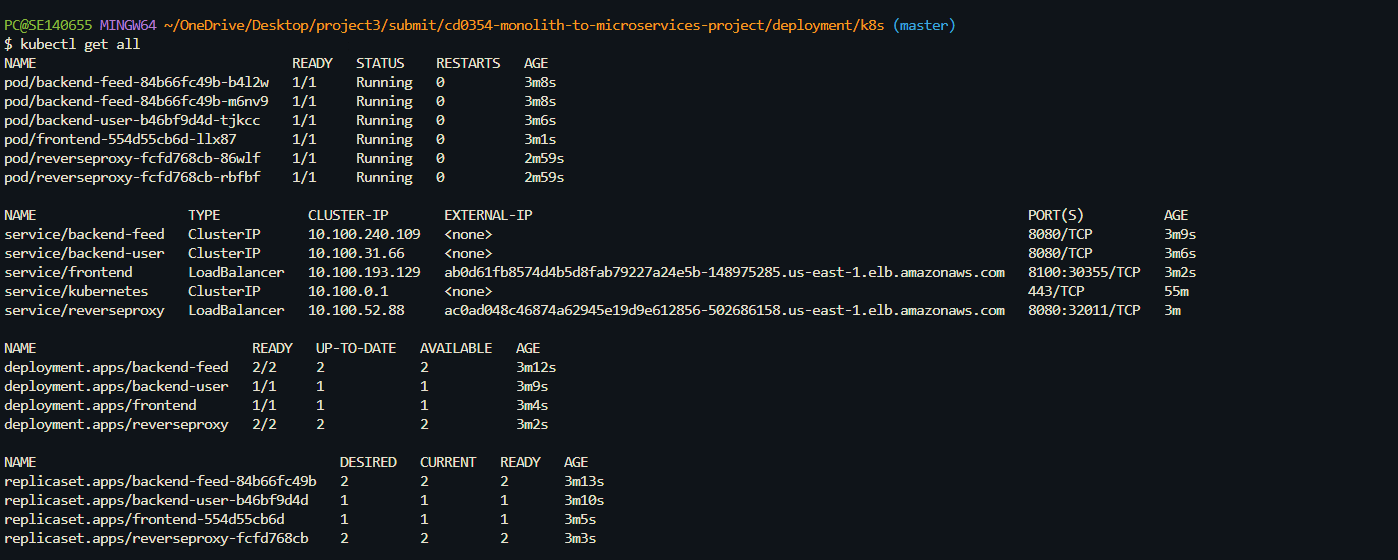 PC@SE140655 MINGW64 ~/OneDrive/Desktop/project3/submit/cd0354-monolith-to-microservices-project/deployment/k8s (master)
$ kubectl get all
NAME READY STATUS RESTARTS AGE
pod/backend-feed-84b66fc49b-b4l2w 1/1 Running 0 3m8s
pod/backend-feed-84b66fc49b-m6nv9 1/1 Running 0 3m8s
pod/backend-user-b46bf9d4d-tjkcc 1/1 Running 0 3m6s
pod/frontend-554d55cb6d-llx87 1/1 Running 0 3m1s
pod/reverseproxy-fcfd768cb-86wlf 1/1 Running 0 2m59s
pod/reverseproxy-fcfd768cb-rbfbf 1/1 Running 0 2m59s
NAME TYPE CLUSTER-IP EXTERNAL-IP PORT(S) AGE
service/backend-feed ClusterIP 10.100.240.109 <none> 8080/TCP 3m9s
service/backend-user ClusterIP 10.100.31.66 <none> 8080/TCP 3m6s
service/frontend LoadBalancer 10.100.193.129 ab0d61fb8574d4b5d8fab79227a24e5b-148975285.us-east-1.elb.amazonaws.com 8100:30355/TCP 3m2s
service/kubernetes ClusterIP 10.100.0.1 <none> 443/TCP 55m
service/reverseproxy LoadBalancer 10.100.52.88 ac0ad048c46874a62945e19d9e612856-502686158.us-east-1.elb.amazonaws.com 8080:32011/TCP 3m
NAME READY UP-TO-DATE AVAILABLE AGE
deployment.apps/backend-feed 2/2 2 2 3m12s
deployment.apps/backend-user 1/1 1 1 3m9s
deployment.apps/frontend 1/1 1 1 3m4s
deployment.apps/reverseproxy 2/2 2 2 3m2s
NAME DESIRED CURRENT READY AGE
replicaset.apps/backend-feed-84b66fc49b 2 2 2 3m13s
replicaset.apps/backend-user-b46bf9d4d 1 1 1 3m10s
replicaset.apps/frontend-554d55cb6d 1 1 1 3m5s
replicaset.apps/reverseproxy-fcfd768cb 2 2 2 3m3s